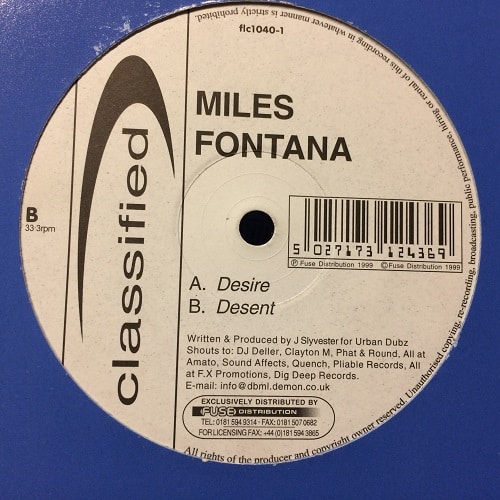 flc1040-1
MILES
FONTANA
classified
B
33·3rpm
5 027173 124369
Ⓟ Fuse Distribution 1999 © Fuse Distribution 1999
A. Desire
B. Desent
Written & Produced by J Slyvester for Urban Dubz
Shouts to: DJ Deller, Clayton M, Phat & Round, All at
Amato, Sound Affects, Quench, Pliable Records, All
at F.X Promotions, Dig Deep Records.
E-mail: info@dbml.demon.co.uk
EXCLUSIVELY DISTRIBUTED BY
FUSE DISTRIBUTION
TEL: 0181 594 9314 · FAX: 0181 507 0682
FOR LICENSING FAX: +44 (0)181 594 3865
All rights of the producer and copyright owner reserved. Unauthorised copying, re-recording, broadcasting, public performance, hiring or rental of this recording in whatever manner is strictly prohibited.